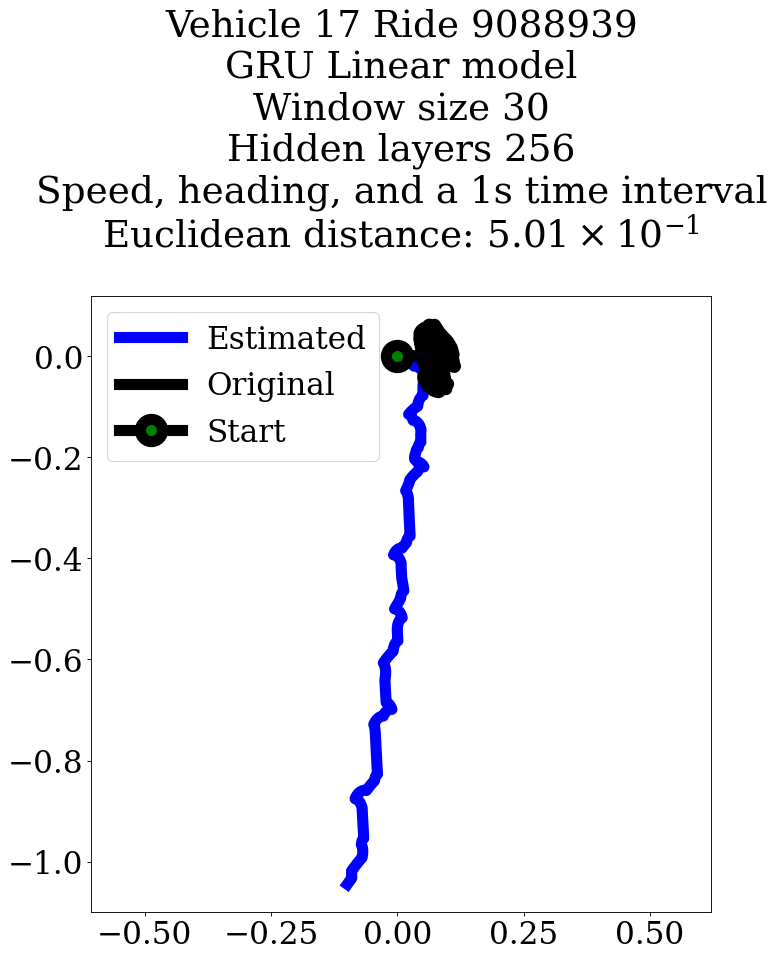 Vehicle 17 Ride 9088939
GRU Linear model
Window size 30
Hidden layers 256
Speed, heading, and a 1s time interval
Euclidean distance: 5.01 × 10⁻¹
Estimated
Original
Start
0.0
−0.2
−0.4
−0.6
−0.8
−1.0
−0.50 −0.25 0.00 0.25 0.50